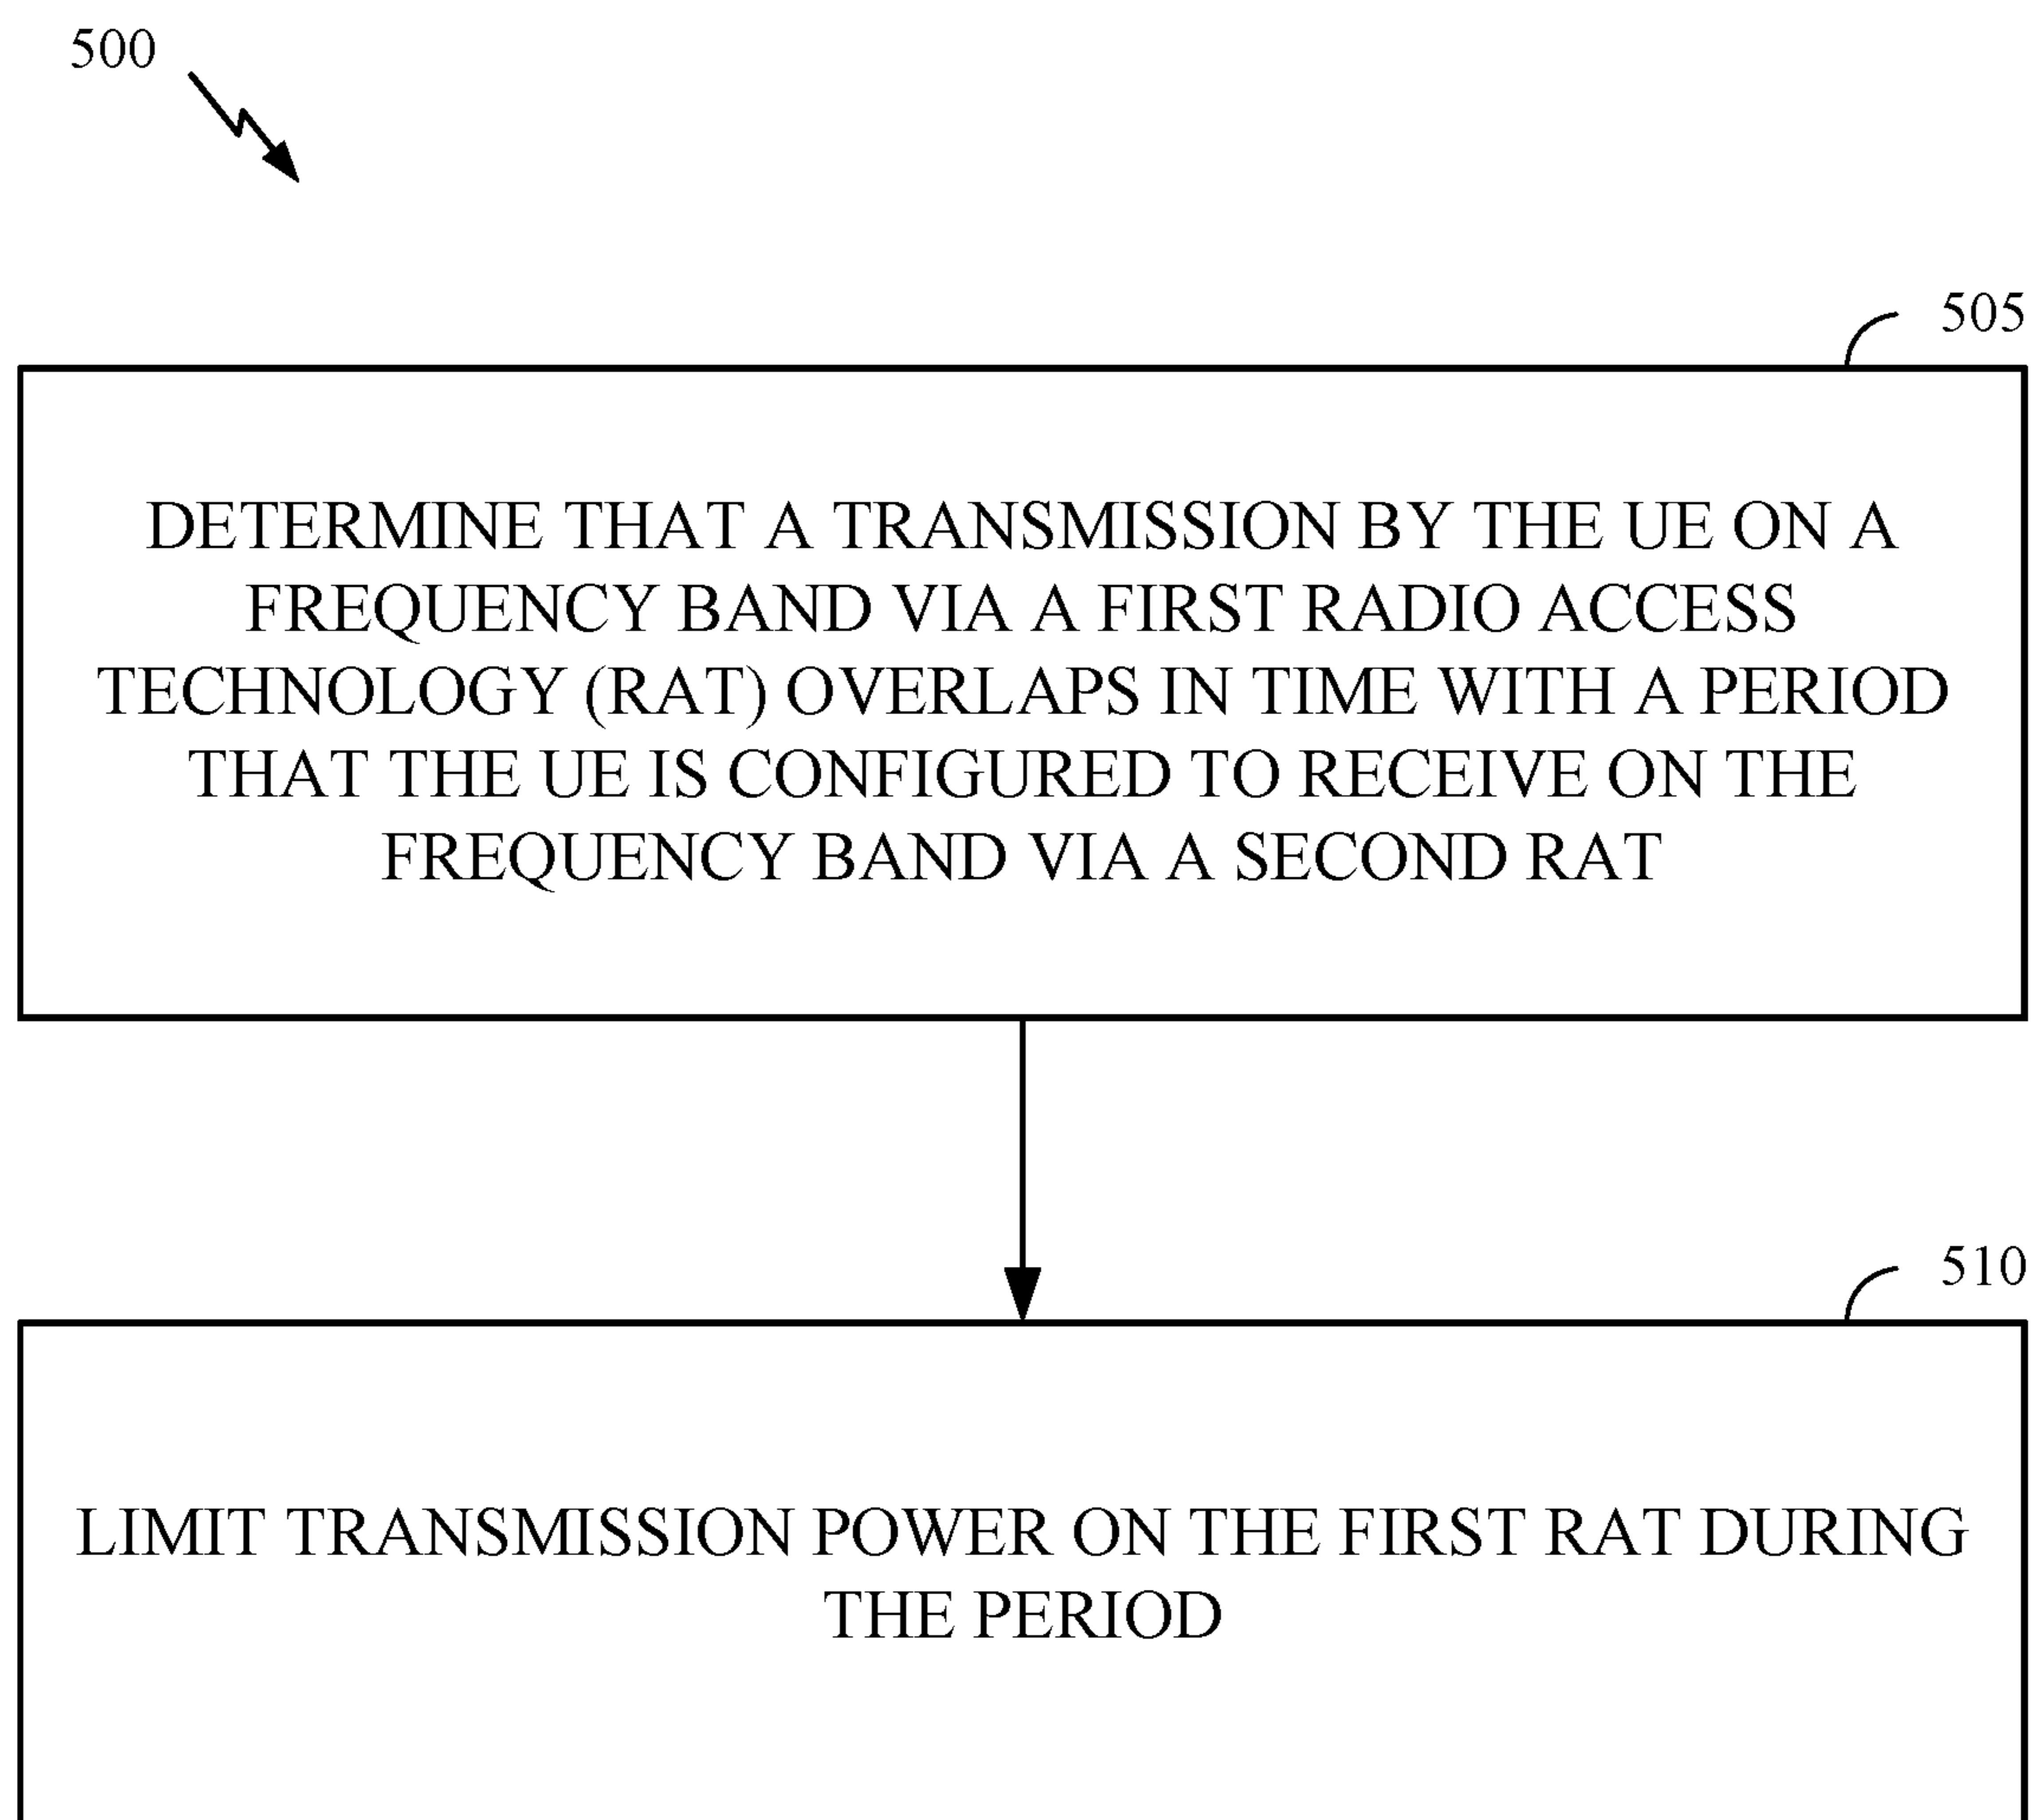 500
505
DETERMINE THAT A TRANSMISSION BY THE UE ON A
FREQUENCY BAND VIA A FIRST RADIO ACCESS
TECHNOLOGY (RAT) OVERLAPS IN TIME WITH A PERIOD
THAT THE UE IS CONFIGURED TO RECEIVE ON THE
FREQUENCY BAND VIA A SECOND RAT
510
LIMIT TRANSMISSION POWER ON THE FIRST RAT DURING
THE PERIOD